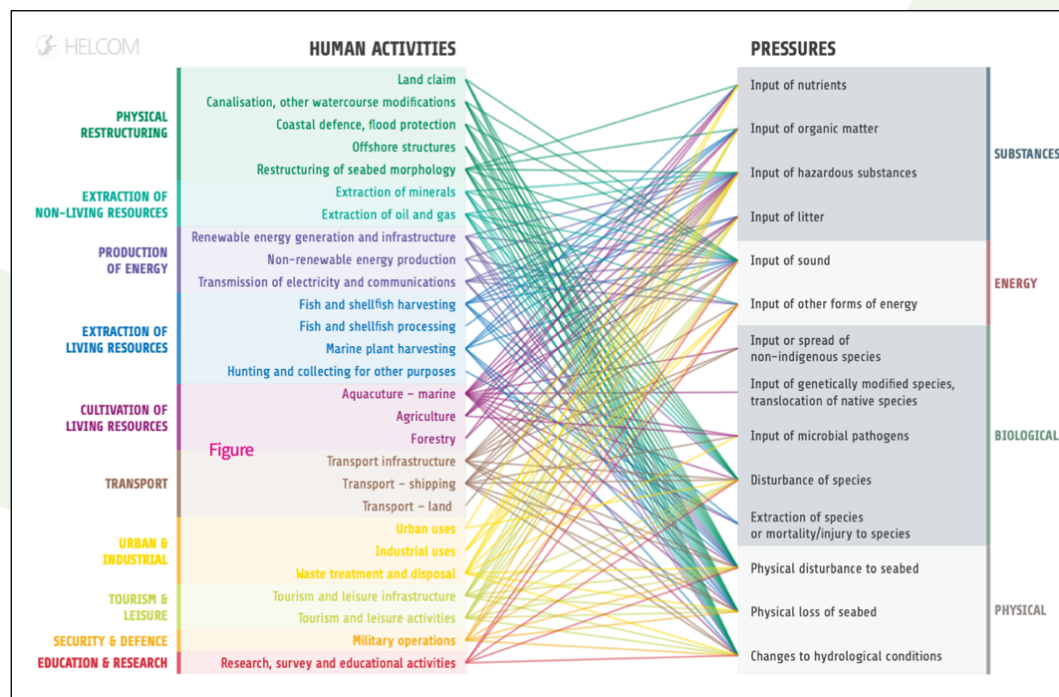 HELCOM
HUMAN ACTIVITIES
PRESSURES
PHYSICAL
RESTRUCTURING
Land claim
Canalisation, other watercourse modifications
Coastal defence, flood protection
Offshore structures
Restructuring of seabed morphology
EXTRACTION OF
NON-LIVING RESOURCES
Extraction of minerals
Extraction of oil and gas
PRODUCTION
OF ENERGY
Renewable energy generation and infrastructure
Non-renewable energy production
Transmission of electricity and communications
EXTRACTION OF
LIVING RESOURCES
Fish and shellfish harvesting
Fish and shellfish processing
Marine plant harvesting
Hunting and collecting for other purposes
CULTIVATION OF
LIVING RESOURCES
Aquacuture – marine
Agriculture
Forestry
Figure
TRANSPORT
Transport infrastructure
Transport – shipping
Transport – land
URBAN &
INDUSTRIAL
Urban uses
Industrial uses
Waste treatment and disposal
TOURISM &
LEISURE
Tourism and leisure infrastructure
Tourism and leisure activities
SECURITY & DEFENCE
Military operations
EDUCATION & RESEARCH
Research, survey and educational activities
Input of nutrients
Input of organic matter
Input of hazardous substances
Input of litter
SUBSTANCES
Input of sound
Input of other forms of energy
ENERGY
Input or spread of
non-indigenous species
Input of genetically modified species,
translocation of native species
Input of microbial pathogens
Disturbance of species
Extraction of species
or mortality/injury to species
BIOLOGICAL
Physical disturbance to seabed
Physical loss of seabed
Changes to hydrological conditions
PHYSICAL